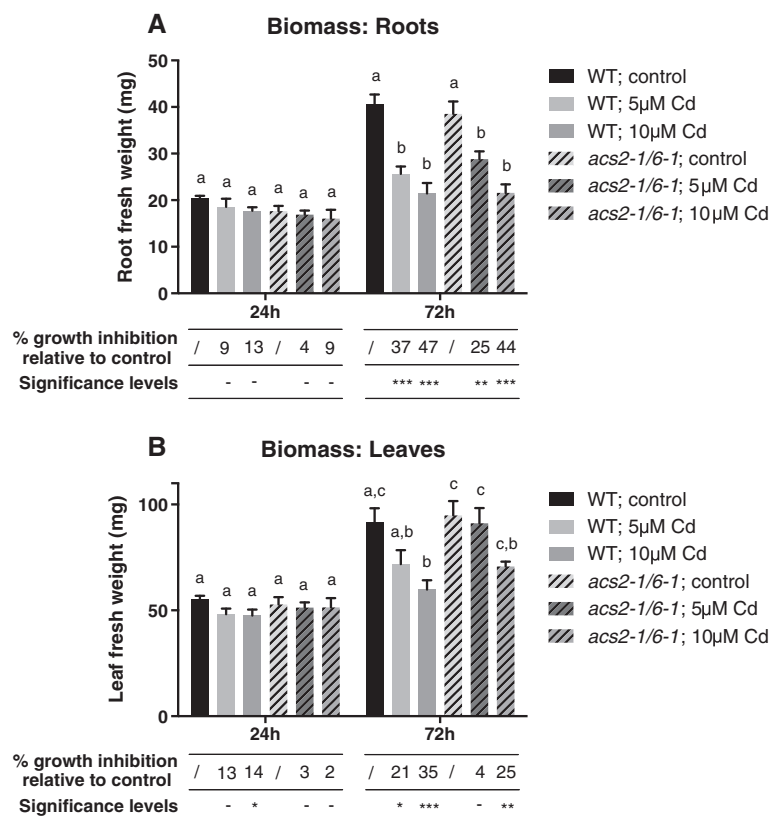 A
Biomass: Roots
Root fresh weight (mg)
50
40
30
20
10
0
a a a a a a
a b b a b b
24h 72h
WT; control
WT; 5µM Cd
WT; 10µM Cd
acs2-1/6-1; control
acs2-1/6-1; 5µM Cd
acs2-1/6-1; 10µM Cd
% growth inhibition
relative to control
/ 9 13 / 4 9 / 37 47 / 25 44
Significance levels - - - - *** *** ** ***
B
Biomass: Leaves
Leaf fresh weight (mg)
100
50
0
a a a a a a
a,c a,b b c c c,b
24h 72h
WT; control
WT; 5µM Cd
WT; 10µM Cd
acs2-1/6-1; control
acs2-1/6-1; 5µM Cd
acs2-1/6-1; 10µM Cd
% growth inhibition
relative to control
/ 13 14 / 3 2 / 21 35 / 4 25
Significance levels - * - - * *** - **